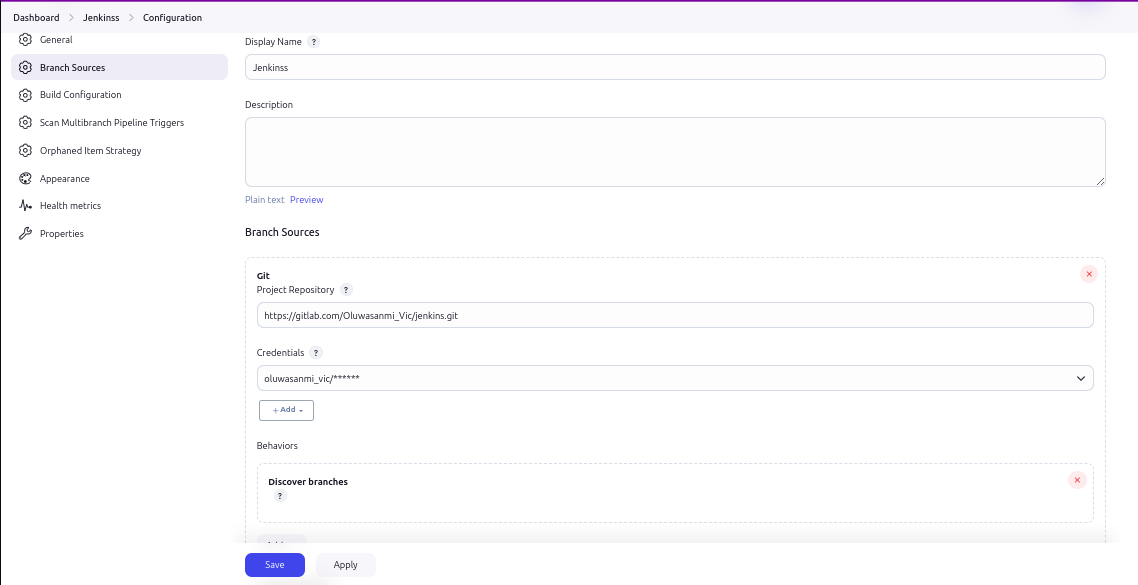 Dashboard > Jenkinss > Configuration
General
Branch Sources
Build Configuration
Scan Multibranch Pipeline Triggers
Orphaned Item Strategy
Appearance
Health metrics
Properties
Display Name ?
Jenkinss
Description
Plain text Preview
Branch Sources
Git
Project Repository ?
https://gitlab.com/Oluwasanmi_Vic/jenkins.git
Credentials ?
oluwasanmi_vic/******
+ Add
Behaviors
Discover branches
?
Save Apply